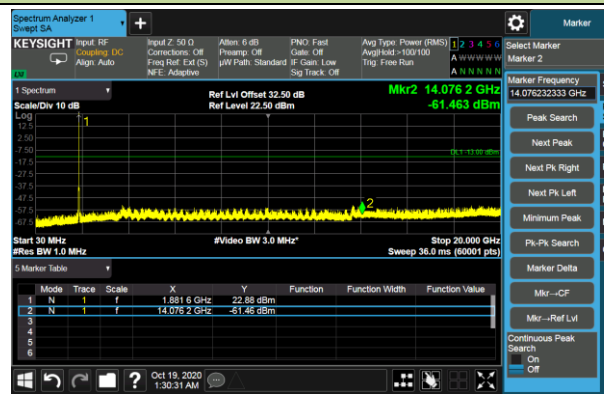 Spectrum Analyzer 1
Swept SA
+
Marker
KEYSIGHT
Input: RF
Coupling: DC
Align: Auto
Input Z: 50 Ω
Corrections: Off
Freq Ref: Ext (S)
NFE: Adaptive
Atten: 6 dB
Preamp: Off
µW Path: Standard
PNO: Fast
Gate: Off
IF Gain: Low
Sig Track: Off
Avg Type: Power (RMS)
Avg|Hold:>100/100
Trig: Free Run
1 2 3 4 5 6
A W W W W W
A N N N N N
Select Marker
Marker 2
Marker Frequency
14.076232333 GHz
Peak Search
Next Peak
Next Pk Right
Next Pk Left
Minimum Peak
Pk-Pk Search
Marker Delta
Mkr→CF
Mkr→Ref Lvl
Continuous Peak
Search
On
Off
1 Spectrum
Scale/Div 10 dB
Ref Lvl Offset 32.50 dB
Ref Level 22.50 dBm
Mkr2 14.076 2 GHz
-61.463 dBm
Log
12.5
2.50
-7.50
-17.5
-27.5
-37.5
-47.5
-57.5
-67.5
1
DL1 -13.00 dBm
2
Start 30 MHz
#Res BW 1.0 MHz
#Video BW 3.0 MHz*
Stop 20.000 GHz
Sweep 36.0 ms (60001 pts)
5 Marker Table
Mode Trace Scale X Y Function Function Width Function Value
1 N 1 f 1.881 6 GHz 22.88 dBm
2 N 1 f 14.076 2 GHz -61.46 dBm
3
4
5
6
?
Oct 19, 2020
1:30:31 AM